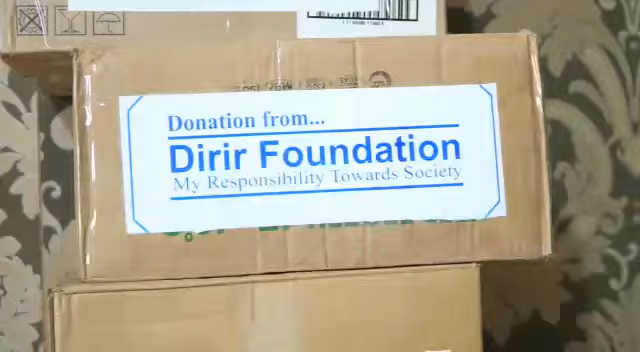 Donation from...
Dirir Foundation
My Responsibility Towards Society